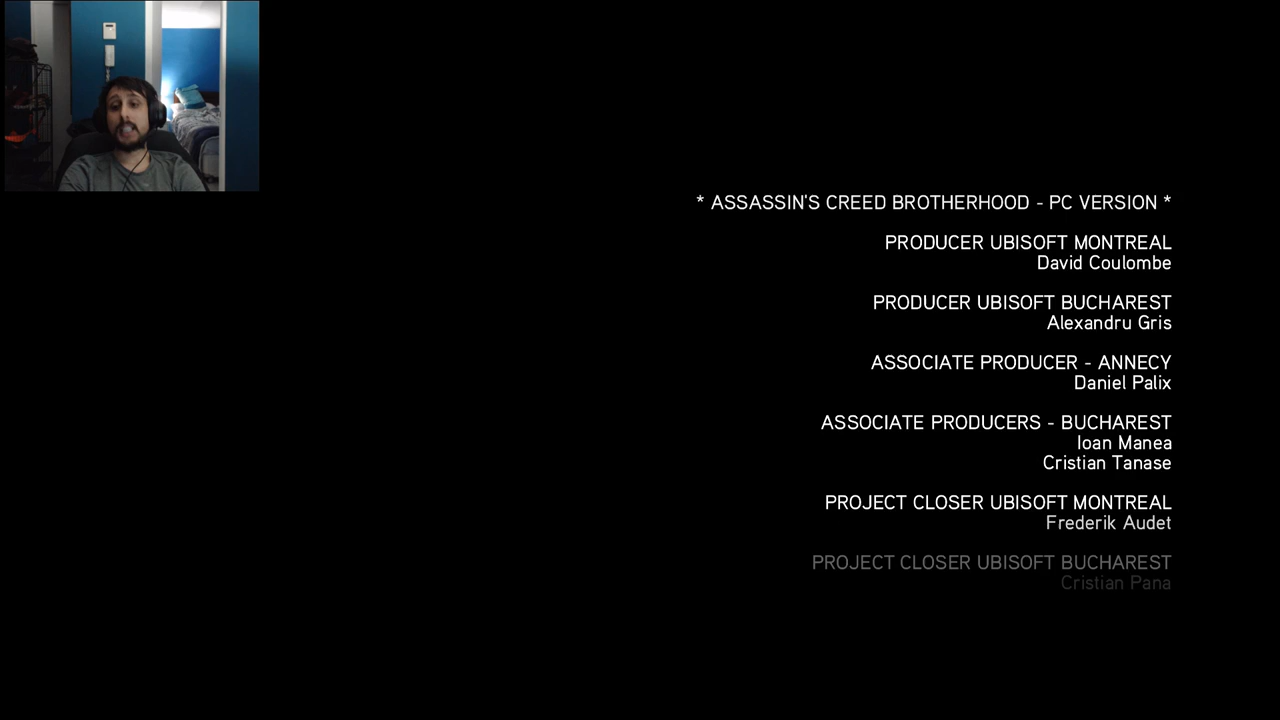 * ASSASSIN'S CREED BROTHERHOOD - PC VERSION *
PRODUCER UBISOFT MONTREAL
David Coulombe
PRODUCER UBISOFT BUCHAREST
Alexandru Gris
ASSOCIATE PRODUCER - ANNECY
Daniel Palix
ASSOCIATE PRODUCERS - BUCHAREST
Ioan Manea
Cristian Tanase
PROJECT CLOSER UBISOFT MONTREAL
Frederik Audet
PROJECT CLOSER UBISOFT BUCHAREST
Cristian Pana